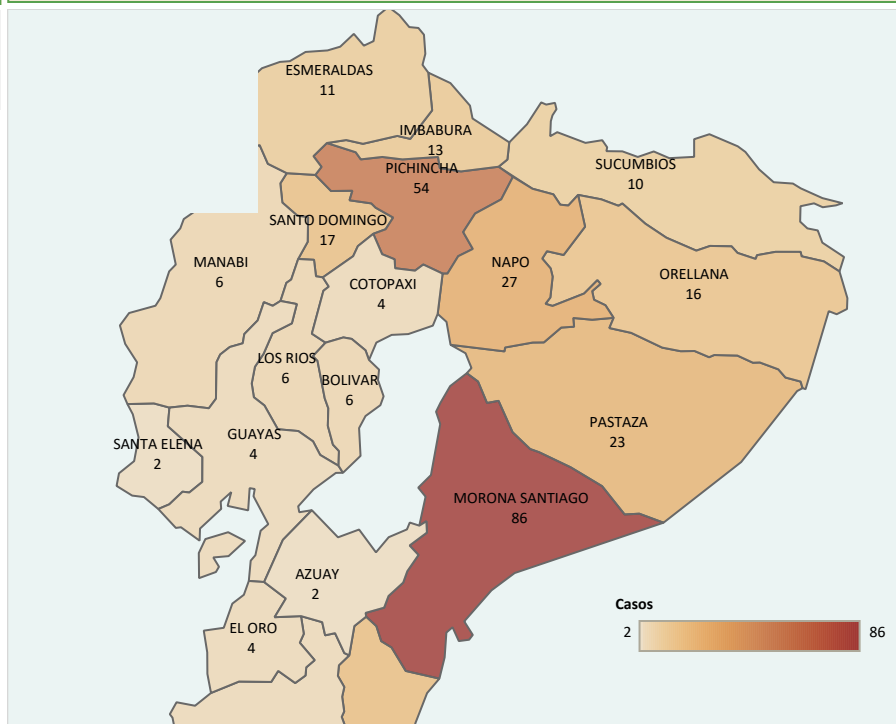 ESMERALDAS
11
IMBABURA
13
PICHINCHA
54
SUCUMBIOS
10
SANTO DOMINGO
17
MANABI
6
COTOPAXI
4
NAPO
27
ORELLANA
16
LOS RIOS
6
BOLIVAR
6
SANTA ELENA
2
GUAYAS
4
PASTAZA
23
MORONA SANTIAGO
86
AZUAY
2
EL ORO
4
Casos
2
86